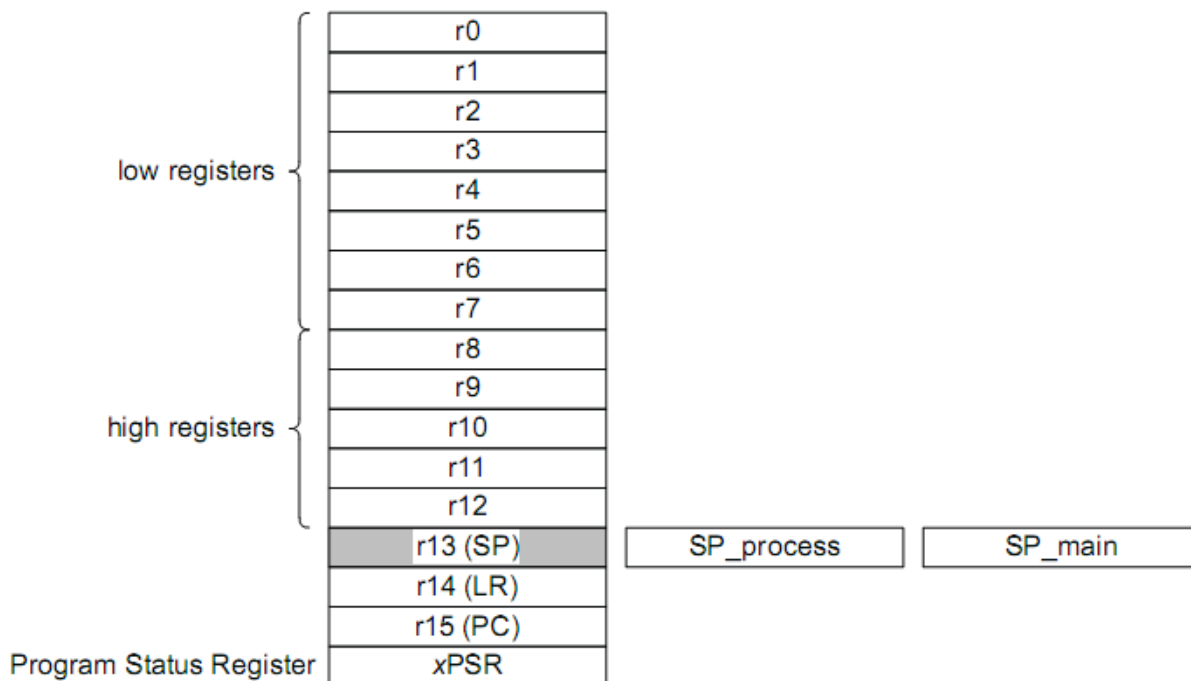 r0
r1
r2
r3
low registers
r4
r5
r6
r7
r8
r9
high registers
r10
r11
r12
r13 (SP)
SP_process
SP_main
r14 (LR)
r15 (PC)
Program Status Register
xPSR